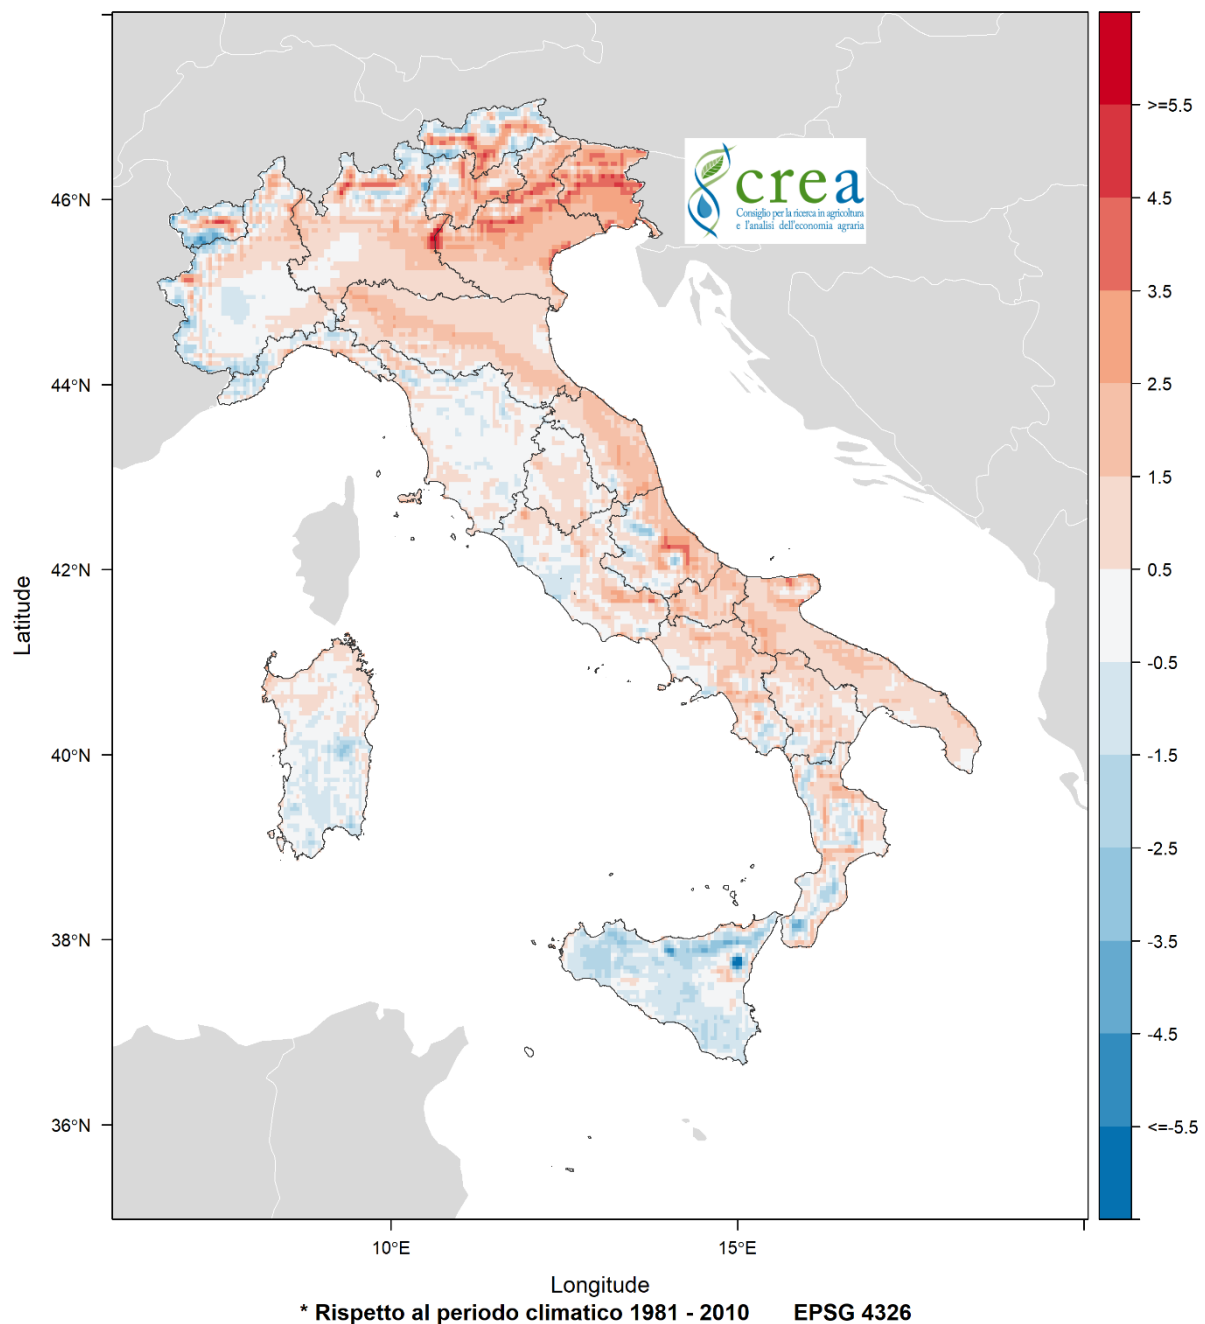 crea
Consiglio per la ricerca in agricoltura
e l'analisi dell'economia agraria
>=5.5
4.5
3.5
2.5
1.5
0.5
-0.5
-1.5
-2.5
-3.5
-4.5
<=-5.5
46°N
44°N
42°N
40°N
38°N
36°N
Latitude
10°E
15°E
Longitude
* Rispetto al periodo climatico 1981 - 2010 EPSG 4326